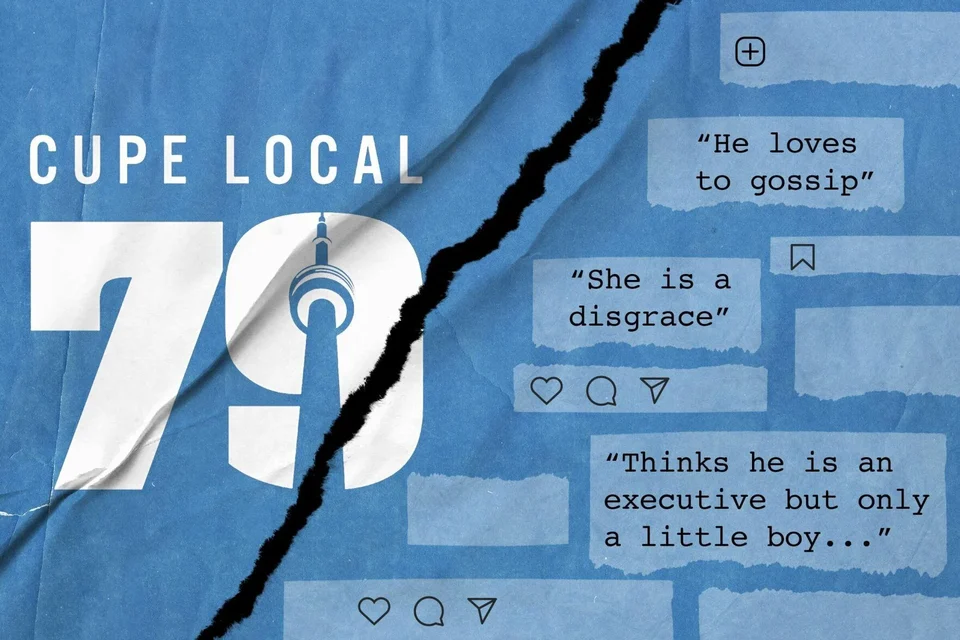 CUPE LOCAL
79
“He loves
to gossip”
“She is a
disgrace”
“Thinks he is an
executive but only
a little boy...”